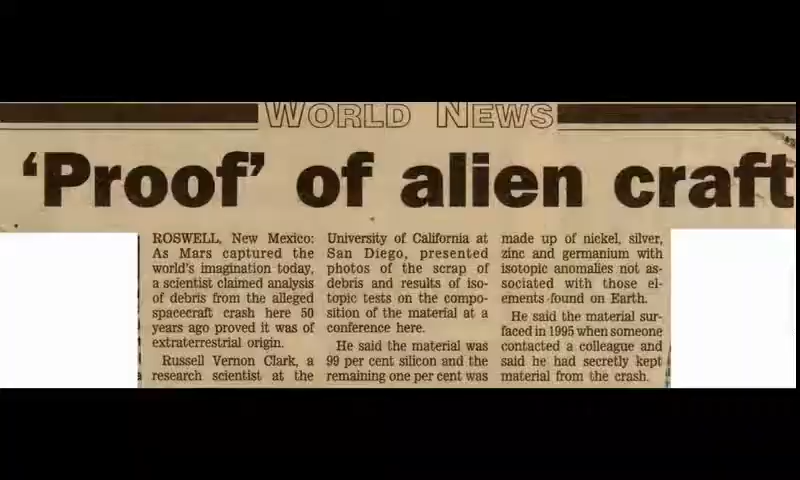 WORLD NEWS
'Proof' of alien craft
ROSWELL, New Mexico:
As Mars captured the
world's imagination today,
a scientist claimed analysis
of debris from the alleged
spacecraft crash here 50
years ago proved it was of
extraterrestrial origin.
Russell Vernon Clark, a
research scientist at the
University of California at
San Diego, presented
photos of the scrap of
debris and results of iso-
topic tests on the compo-
sition of the material at a
conference here.
He said the material was
99 per cent silicon and the
remaining one per cent was
made up of nickel, silver,
zinc and germanium with
isotopic anomalies not as-
sociated with those el-
ements found on Earth.
He said the material sur-
faced in 1995 when someone
contacted a colleague and
said he had secretly kept
material from the crash.